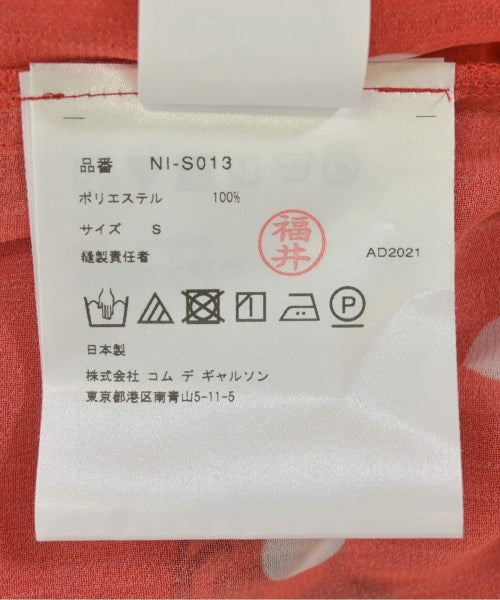 品番 NI-S013
ポリエステル 100%
サイズ S
縫製責任者 福井 AD2021
P
日本製
株式会社 コム デ ギャルソン
東京都港区南青山5-11-5